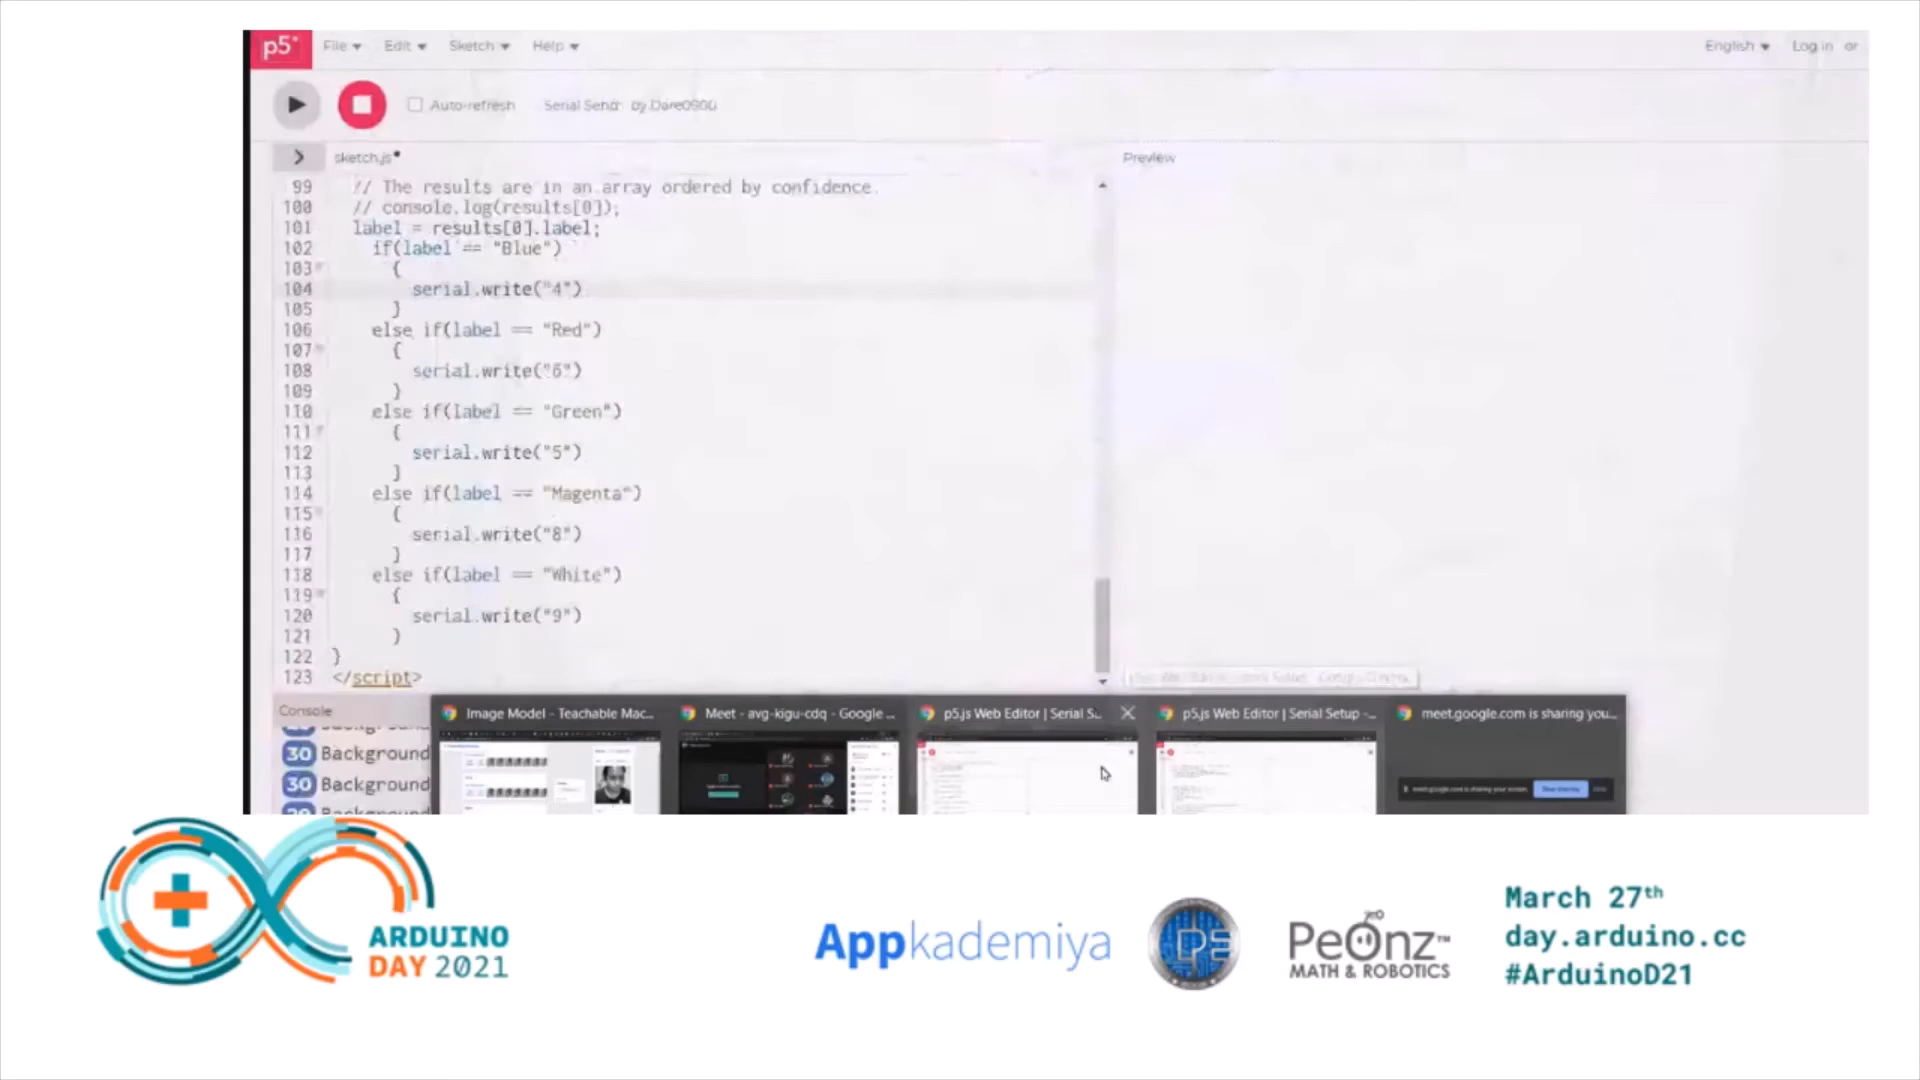 p5*
File
Edit
Sketch
Help
English
Log in or
Auto-refresh
Serial Send by Dare0980
sketch.js
Preview
99 // The results are in an array ordered by confidence.
100 // console.log(results[0]);
101 label = results[0].label;
102 if(label == "Blue")
103 {
104 serial.write("4")
105 }
106 else if(label == "Red")
107 {
108 serial.write("6")
109 }
110 else if(label == "Green")
111 {
112 serial.write("5")
113 }
114 else if(label == "Magenta")
115 {
116 serial.write("8")
117 }
118 else if(label == "White")
119 {
120 serial.write("9")
121 }
122 }
123 </script>
Console
30 Background
30 Background
Image Model - Teachable Mac...
Meet - avg-kigu-cdq - Google ...
p5.js Web Editor | Serial S...
p5.js Web Editor | Serial Setup -...
meet.google.com is sharing you...
ARDUINO
DAY 2021
Appkademiya
PE
PeOnz™
MATH & ROBOTICS
March 27th
day.arduino.cc
#ArduinoD21